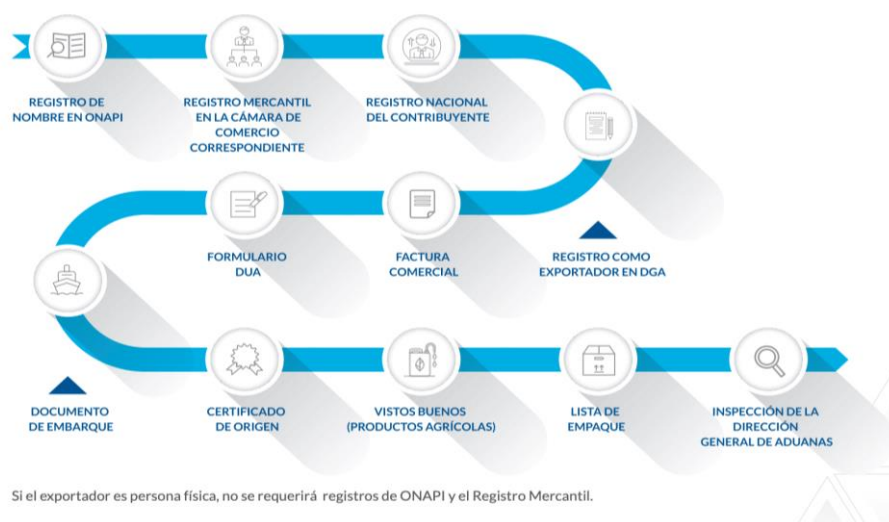 REGISTRO DE
NOMBRE EN ONAPI
REGISTRO MERCANTIL
EN LA CÁMARA DE
COMERCIO
CORRESPONDIENTE
REGISTRO NACIONAL
DEL CONTRIBUYENTE
REGISTRO COMO
EXPORTADOR EN DGA
FACTURA
COMERCIAL
FORMULARIO
DUA
DOCUMENTO
DE EMBARQUE
CERTIFICADO
DE ORIGEN
VISTOS BUENOS
(PRODUCTOS AGRÍCOLAS)
LISTA DE
EMPAQUE
INSPECCIÓN DE LA
DIRECCIÓN
GENERAL DE ADUANAS
Si el exportador es persona física, no se requerirá registros de ONAPI y el Registro Mercantil.